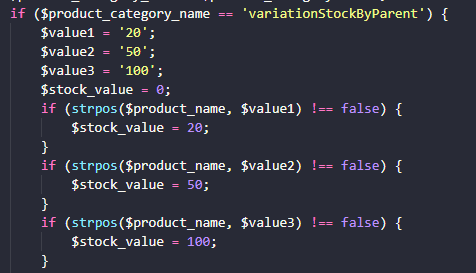 if ($product_category_name == 'variationStockByParent') {
$value1 = '20';
$value2 = '50';
$value3 = '100';
$stock_value = 0;
if (strpos($product_name, $value1) !== false) {
$stock_value = 20;
}
if (strpos($product_name, $value2) !== false) {
$stock_value = 50;
}
if (strpos($product_name, $value3) !== false) {
$stock_value = 100;
}